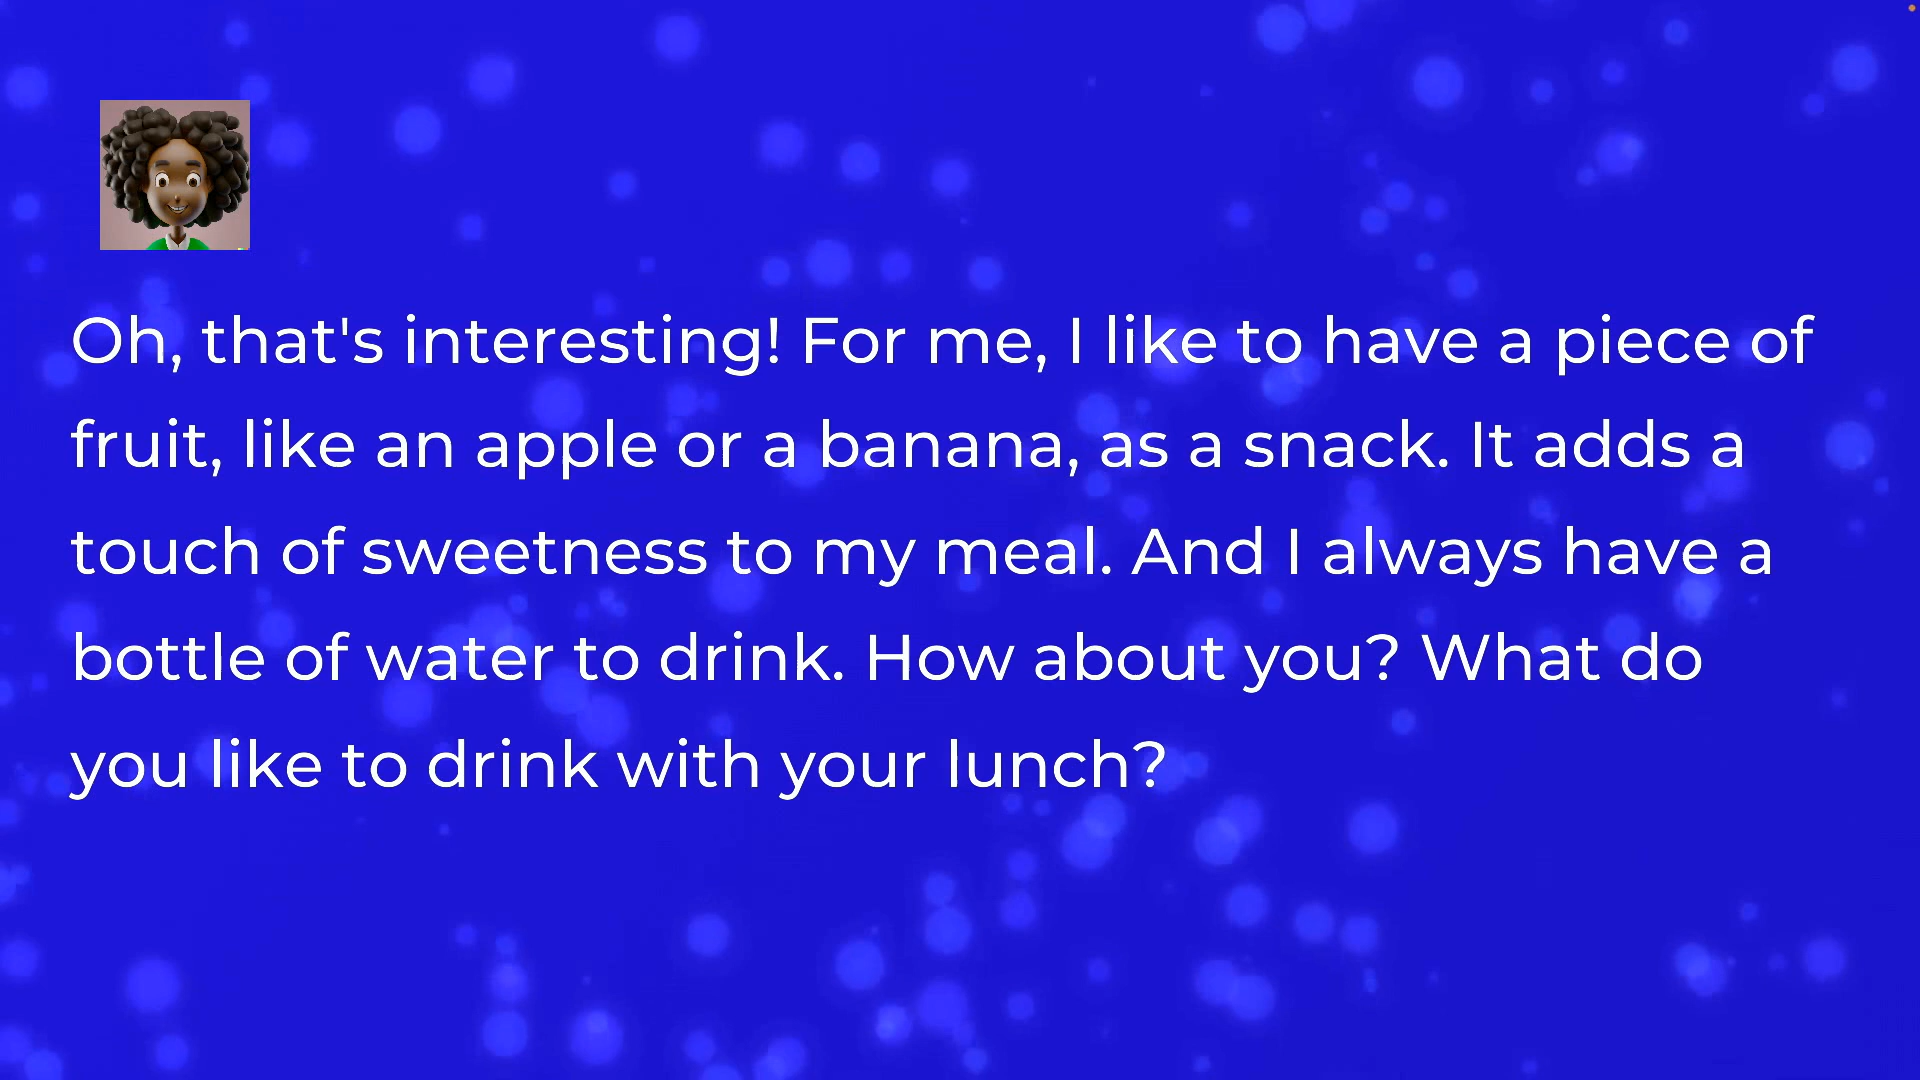 Oh, that's interesting! For me, I like to have a piece of
fruit, like an apple or a banana, as a snack. It adds a
touch of sweetness to my meal. And I always have a
bottle of water to drink. How about you? What do
you like to drink with your lunch?